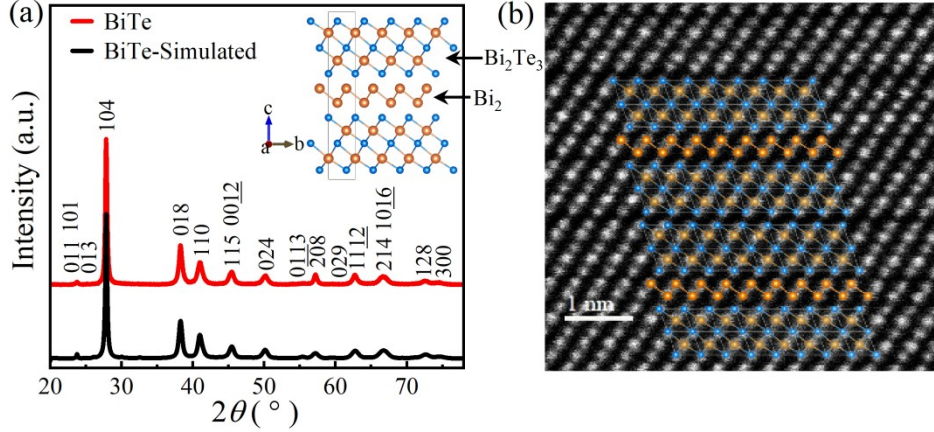 (a)
BiTe
BiTe-Simulated
Bi₂Te₃
Bi₂
c
a
b
Intensity (a.u.)
011 101
013
104
018
110
115 0012
024
0113
208
029
1112
214 1016
128
300
20 30 40 50 60 70
2θ (°)
(b)
1 nm